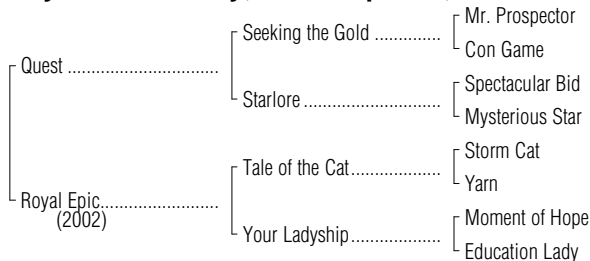 Mr. Prospector
Seeking the Gold ..............
Con Game
Quest ................................
Spectacular Bid
Starlore .............................
Mysterious Star
Storm Cat
Tale of the Cat...................
Yarn
Royal Epic.........................
(2002)
Moment of Hope
Your Ladyship...................
Education Lady